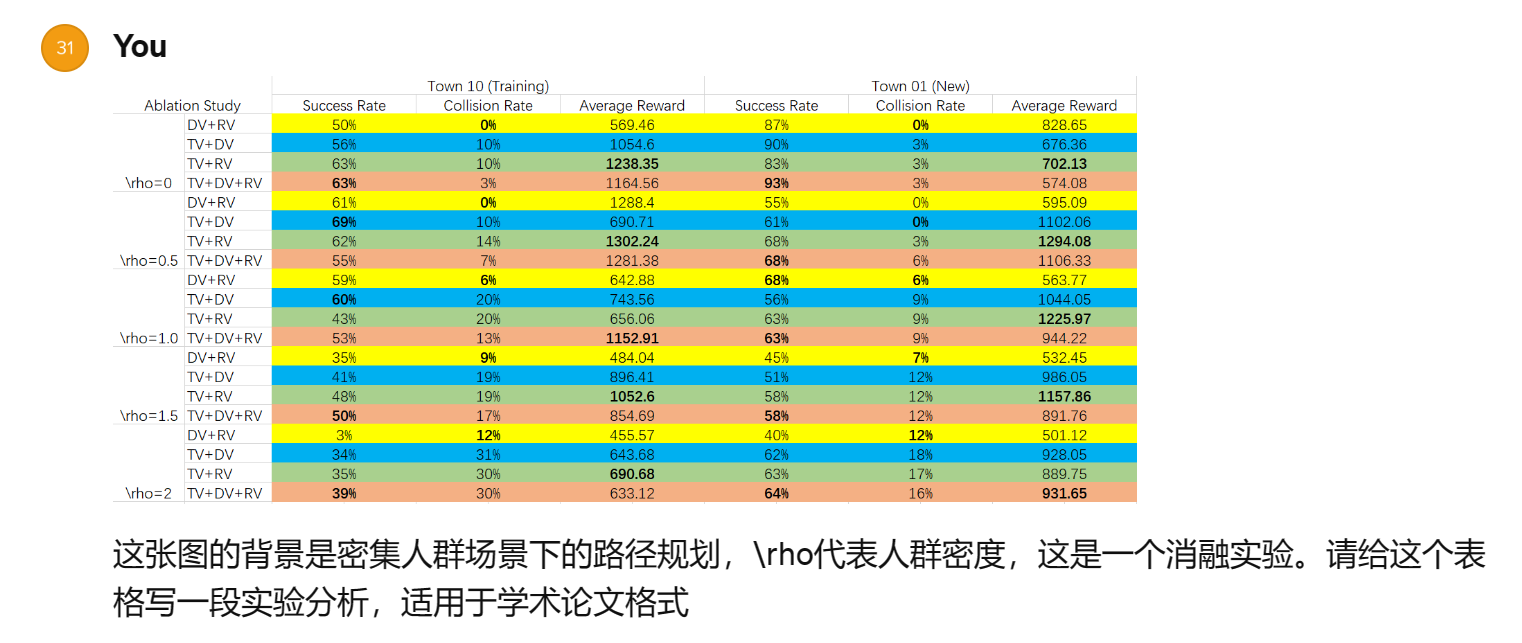 31 You
Town 10 (Training) Town 01 (New)
Ablation Study Success Rate Collision Rate Average Reward Success Rate Collision Rate Average Reward
DV+RV 50% 0% 569.46 87% 0% 828.65
TV+DV 56% 10% 1054.6 90% 3% 676.36
TV+RV 63% 10% 1238.35 83% 3% 702.13
\rho=0 TV+DV+RV 63% 3% 1164.56 93% 3% 574.08
DV+RV 61% 0% 1288.4 55% 0% 595.09
TV+DV 69% 10% 690.71 61% 0% 1102.06
TV+RV 62% 14% 1302.24 68% 3% 1294.08
\rho=0.5 TV+DV+RV 55% 7% 1281.38 68% 6% 1106.33
DV+RV 59% 6% 642.88 68% 6% 563.77
TV+DV 60% 20% 743.56 56% 9% 1044.05
TV+RV 43% 20% 656.06 63% 9% 1225.97
\rho=1.0 TV+DV+RV 53% 13% 1152.91 63% 9% 944.22
DV+RV 35% 9% 484.04 45% 7% 532.45
TV+DV 41% 19% 896.41 51% 12% 986.05
TV+RV 48% 19% 1052.6 58% 12% 1157.86
\rho=1.5 TV+DV+RV 50% 17% 854.69 58% 12% 891.76
DV+RV 3% 12% 455.57 40% 12% 501.12
TV+DV 34% 31% 643.68 62% 18% 928.05
TV+RV 35% 30% 690.68 63% 17% 889.75
\rho=2 TV+DV+RV 39% 30% 633.12 64% 16% 931.65
这张图的背景是密集人群场景下的路径规划，\rho代表人群密度，这是一个消融实验。请给这个表
格写一段实验分析，适用于学术论文格式